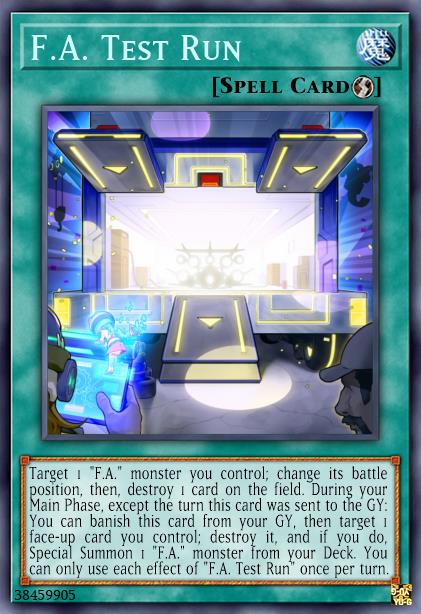 F.A. Test Run
[Spell Card]
Target 1 "F.A." monster you control; change its battle
position, then, destroy 1 card on the field. During your
Main Phase, except the turn this card was sent to the GY:
You can banish this card from your GY, then target 1
face-up card you control; destroy it, and if you do,
Special Summon 1 "F.A." monster from your Deck. You
can only use each effect of "F.A. Test Run" once per turn.
38459905